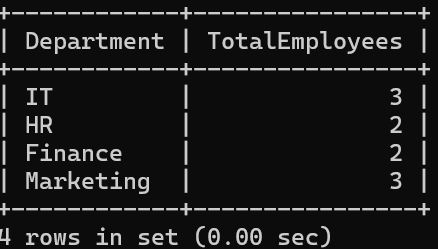 +------------+----------------+
| Department | TotalEmployees |
+------------+----------------+
| IT         |              3 |
| HR         |              2 |
| Finance    |              2 |
| Marketing  |              3 |
+------------+----------------+
4 rows in set (0.00 sec)